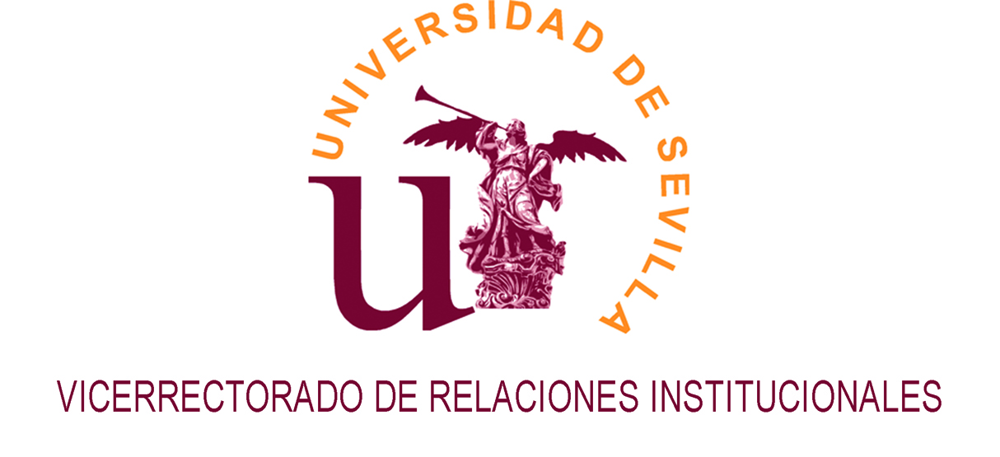 UNIVERSIDAD DE SEVILLA
u
VICERRECTORADO DE RELACIONES INSTITUCIONALES